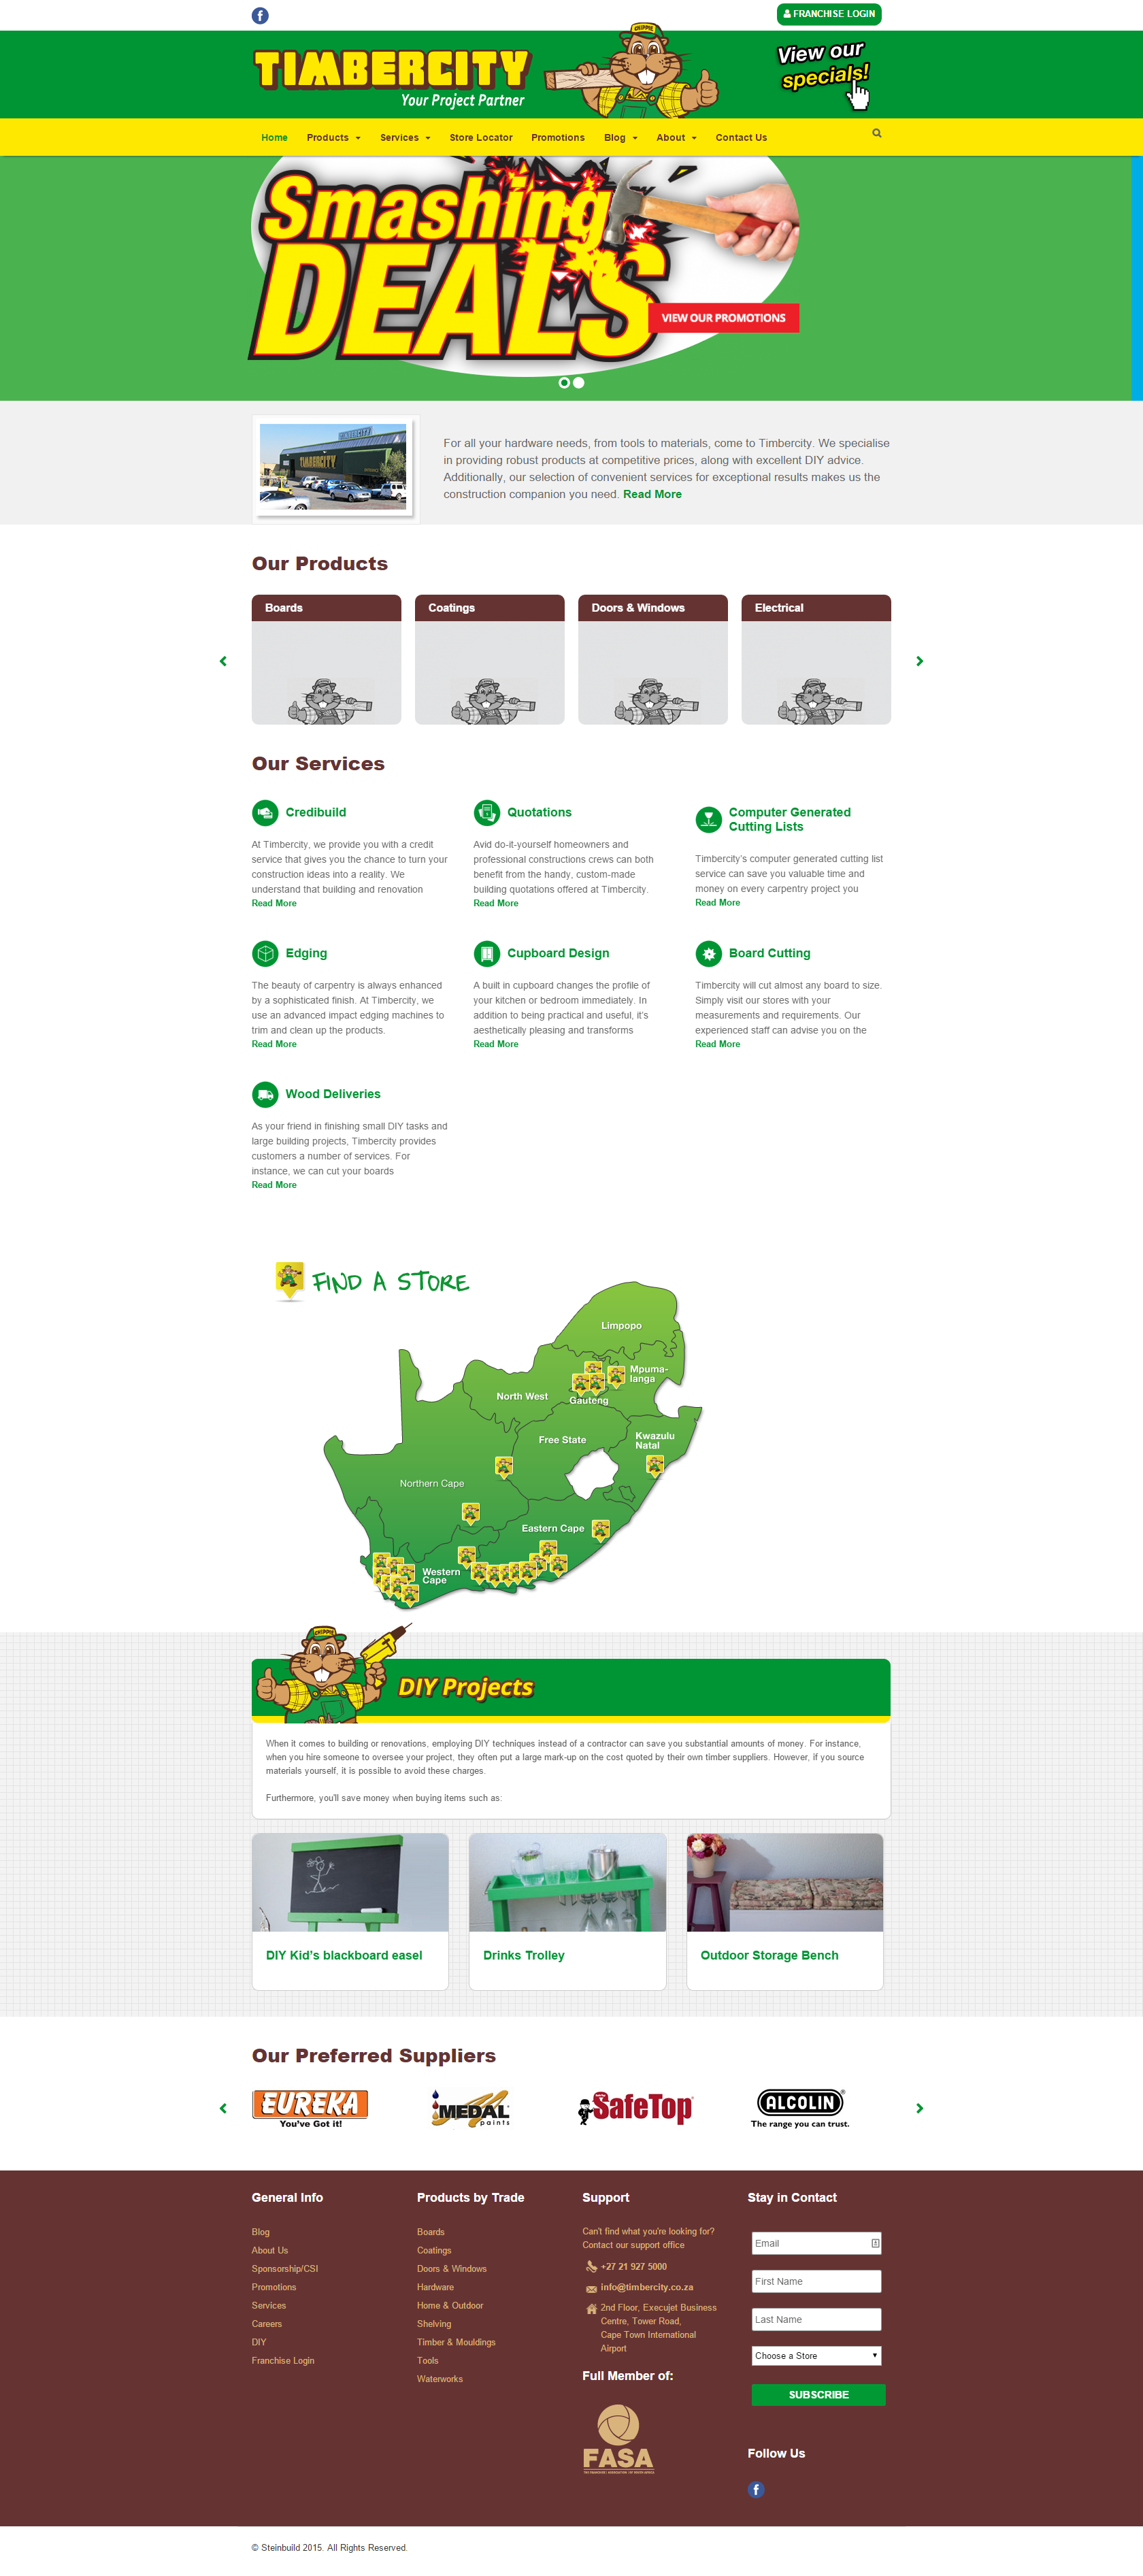 FRANCHISE LOGIN
CHIPPIE
TIMBERCITY
Your Project Partner
View our
specials!
Home Products Services Store Locator Promotions Blog About Contact Us
Smashing
DEALS
VIEW OUR PROMOTIONS
TIMBERCITY
TIMBERCITY
For all your hardware needs, from tools to materials, come to Timbercity. We specialise
in providing robust products at competitive prices, along with excellent DIY advice.
Additionally, our selection of convenient services for exceptional results makes us the
construction companion you need. Read More
Our Products
Boards
Coatings
Doors & Windows
Electrical
Our Services
Credibuild
At Timbercity, we provide you with a credit
service that gives you the chance to turn your
construction ideas into a reality. We
understand that building and renovation
Read More
Quotations
Avid do-it-yourself homeowners and
professional constructions crews can both
benefit from the handy, custom-made
building quotations offered at Timbercity.
Read More
Computer Generated
Cutting Lists
Timbercity's computer generated cutting list
service can save you valuable time and
money on every carpentry project you
Read More
Edging
The beauty of carpentry is always enhanced
by a sophisticated finish. At Timbercity, we
use an advanced impact edging machines to
trim and clean up the products.
Read More
Cupboard Design
A built in cupboard changes the profile of
your kitchen or bedroom immediately. In
addition to being practical and useful, it's
aesthetically pleasing and transforms
Read More
Board Cutting
Timbercity will cut almost any board to size.
Simply visit our stores with your
measurements and requirements. Our
experienced staff can advise you on the
Read More
Wood Deliveries
As your friend in finishing small DIY tasks and
large building projects, Timbercity provides
customers a number of services. For
instance, we can cut your boards
Read More
FIND A STORE
Limpopo
Mpuma-
langa
North West
Gauteng
Free State
Kwazulu
Natal
Northern Cape
Eastern Cape
Western
Cape
CHIPPIE
DIY Projects
When it comes to building or renovations, employing DIY techniques instead of a contractor can save you substantial amounts of money. For instance,
when you hire someone to oversee your project, they often put a large mark-up on the cost quoted by their own timber suppliers. However, if you source
materials yourself, it is possible to avoid these charges.
Furthermore, you'll save money when buying items such as:
DIY Kid's blackboard easel
Drinks Trolley
Outdoor Storage Bench
Our Preferred Suppliers
EUREKA
You've Got it!
MEDAL
paints
SafeTop
ALCOLIN
The range you can trust.
General Info
Blog
About Us
Sponsorship/CSI
Promotions
Services
Careers
DIY
Franchise Login
Products by Trade
Boards
Coatings
Doors & Windows
Hardware
Home & Outdoor
Shelving
Timber & Mouldings
Tools
Waterworks
Support
Can't find what you're looking for?
Contact our support office
+27 21 927 5000
info@timbercity.co.za
2nd Floor, Execujet Business
Centre, Tower Road,
Cape Town International
Airport
Full Member of:
FASA
Stay in Contact
Email
First Name
Last Name
Choose a Store
SUBSCRIBE
Follow Us
© Steinbuild 2015. All Rights Reserved.